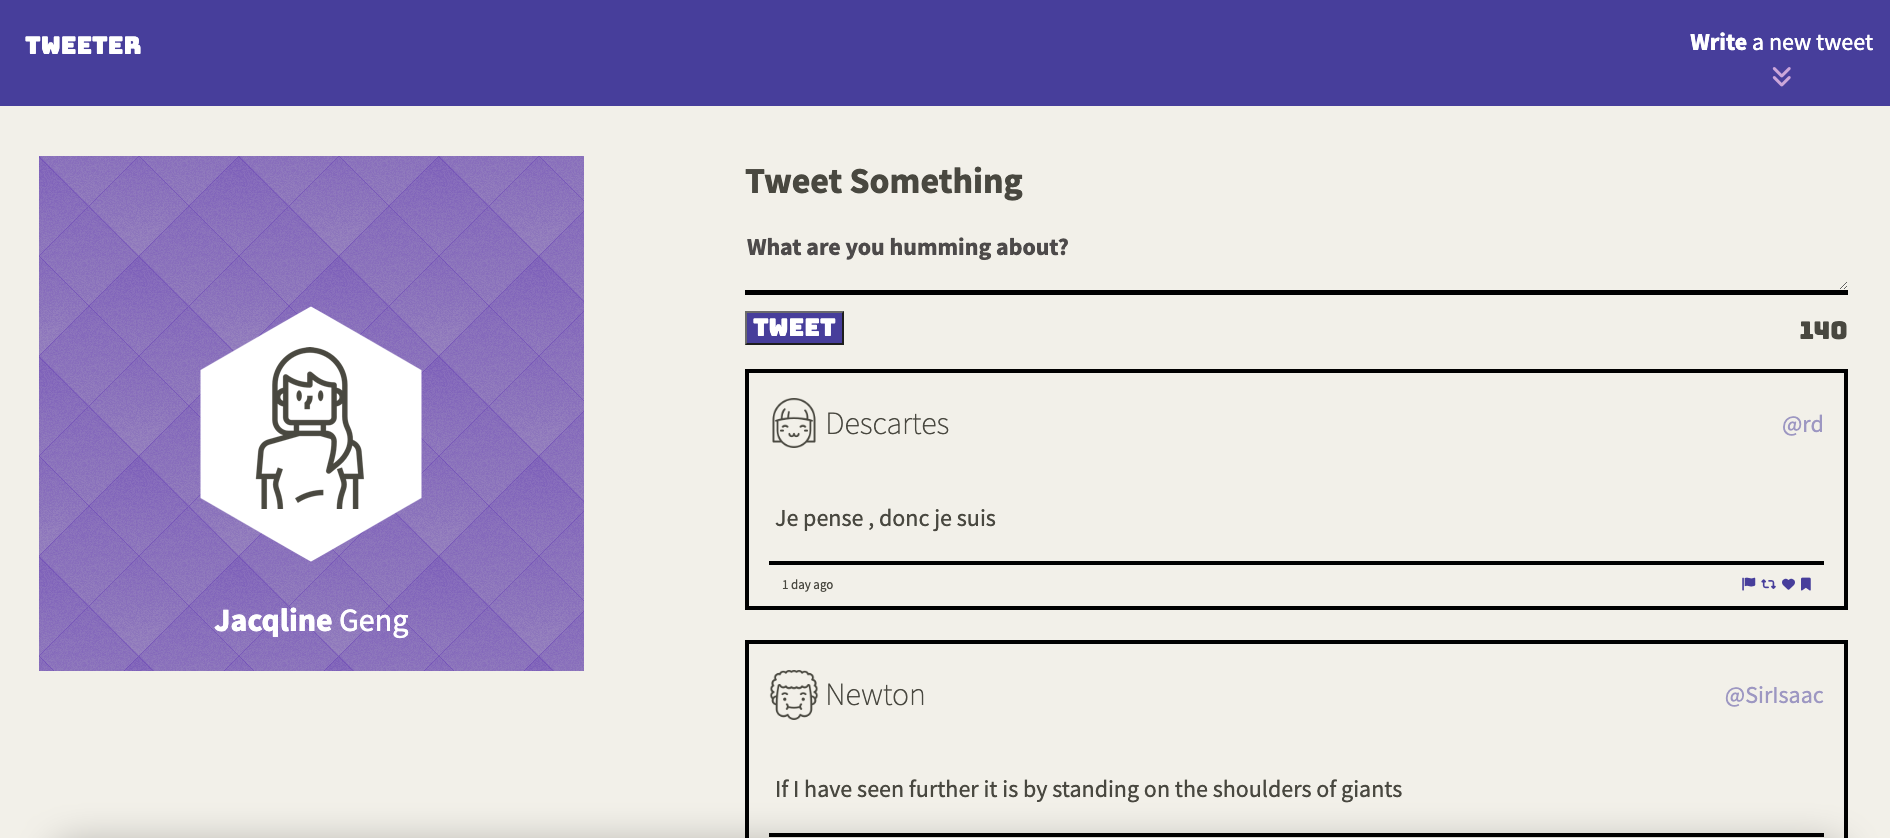 TWEETER
Write a new tweet
Jacqline Geng
Tweet Something
What are you humming about?
TWEET
140
Descartes
@rd
Je pense , donc je suis
1 day ago
Newton
@SirIsaac
If I have seen further it is by standing on the shoulders of giants